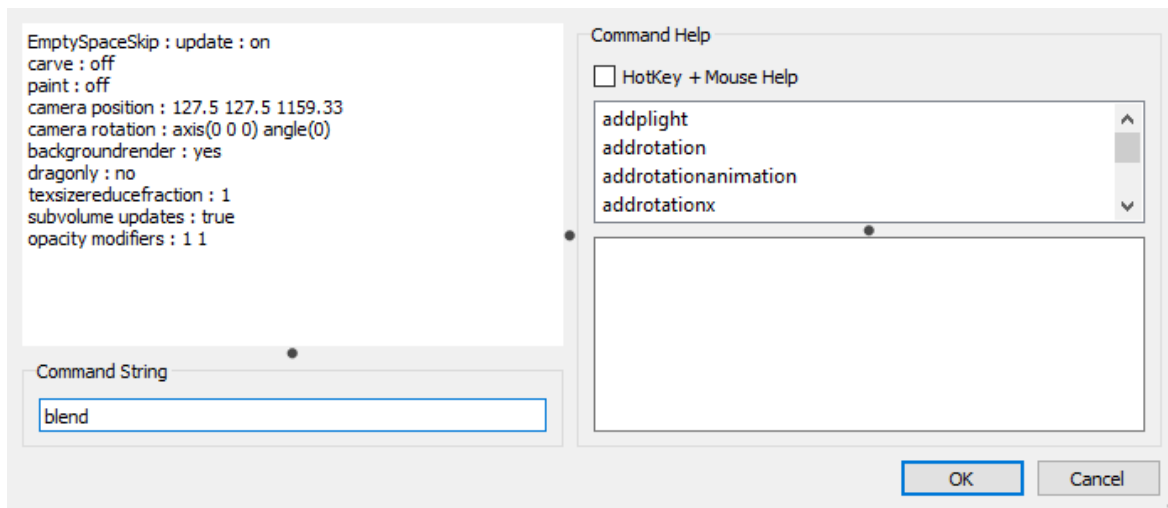 EmptySpaceSkip : update : on
carve : off
paint : off
camera position : 127.5 127.5 1159.33
camera rotation : axis(0 0 0) angle(0)
backgroundrender : yes
dragonly : no
texsizereducefraction : 1
subvolume updates : true
opacity modifiers : 1 1
Command String
blend
Command Help
HotKey + Mouse Help
addplight
addrotation
addrotationanimation
addrotationx
OK
Cancel